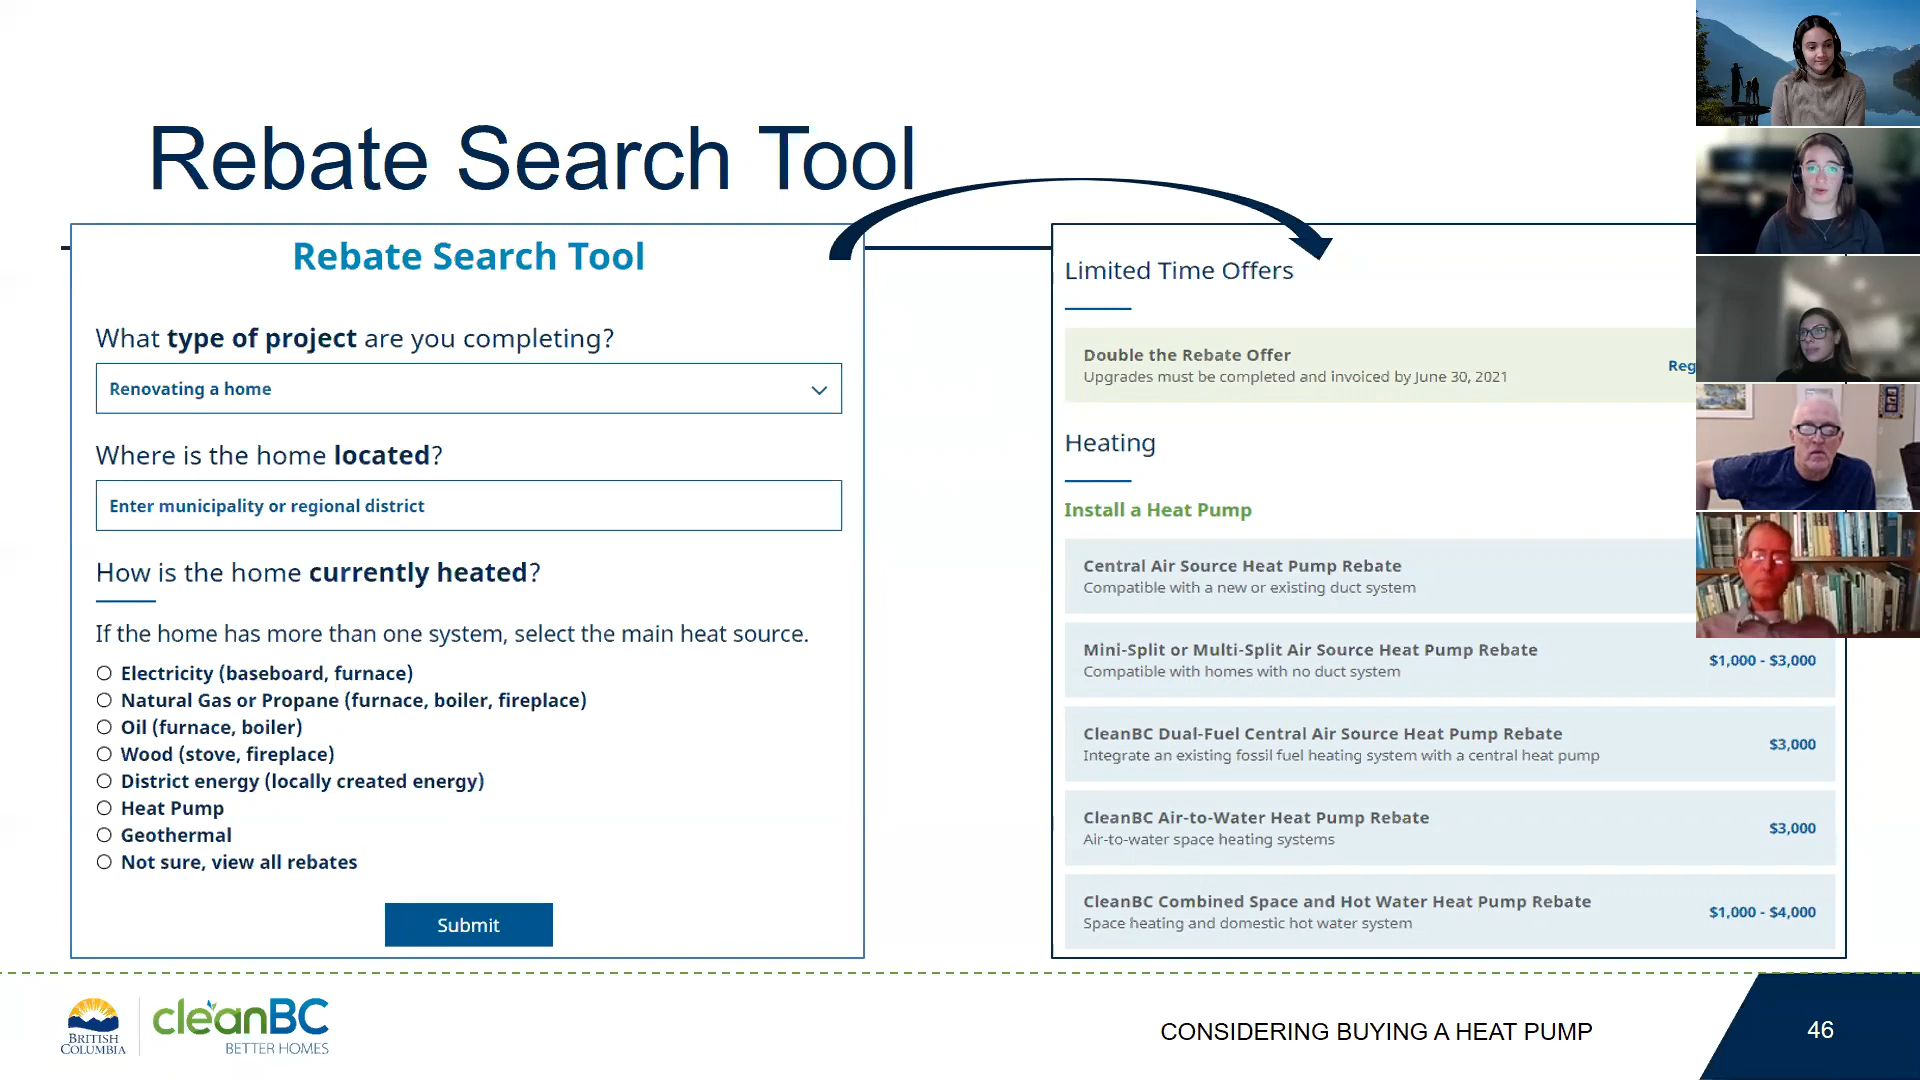 Rebate Search Tool
Rebate Search Tool
What type of project are you completing?
Renovating a home
Where is the home located?
Enter municipality or regional district
How is the home currently heated?
If the home has more than one system, select the main heat source.
Electricity (baseboard, furnace)
Natural Gas or Propane (furnace, boiler, fireplace)
Oil (furnace, boiler)
Wood (stove, fireplace)
District energy (locally created energy)
Heat Pump
Geothermal
Not sure, view all rebates
Submit
Limited Time Offers
Double the Rebate Offer
Upgrades must be completed and invoiced by June 30, 2021
Heating
Install a Heat Pump
Central Air Source Heat Pump Rebate
Compatible with a new or existing duct system
Mini-Split or Multi-Split Air Source Heat Pump Rebate
Compatible with homes with no duct system
$1,000 - $3,000
CleanBC Dual-Fuel Central Air Source Heat Pump Rebate
Integrate an existing fossil fuel heating system with a central heat pump
$3,000
CleanBC Air-to-Water Heat Pump Rebate
Air-to-water space heating systems
$3,000
CleanBC Combined Space and Hot Water Heat Pump Rebate
Space heating and domestic hot water system
$1,000 - $4,000
BRITISH
COLUMBIA
cleanBC
BETTER HOMES
CONSIDERING BUYING A HEAT PUMP
46